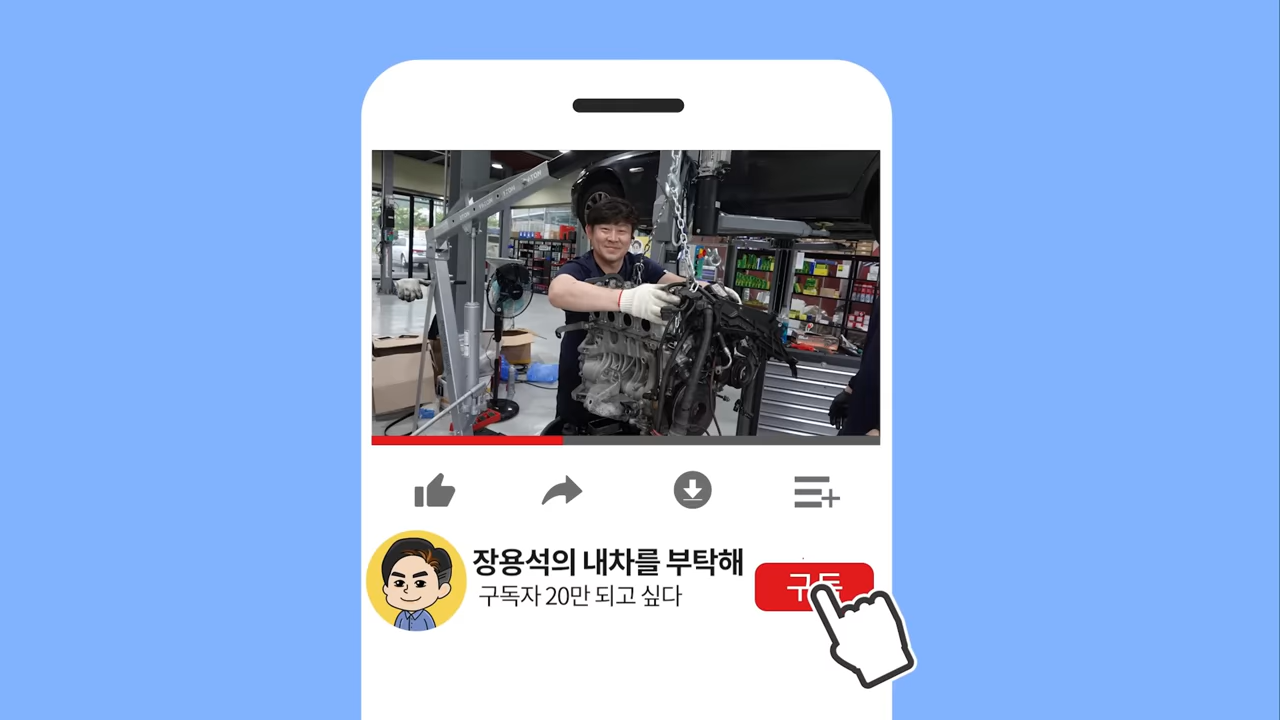 장용석의 내차를 부탁해
구독자 20만 되고 싶다
구독